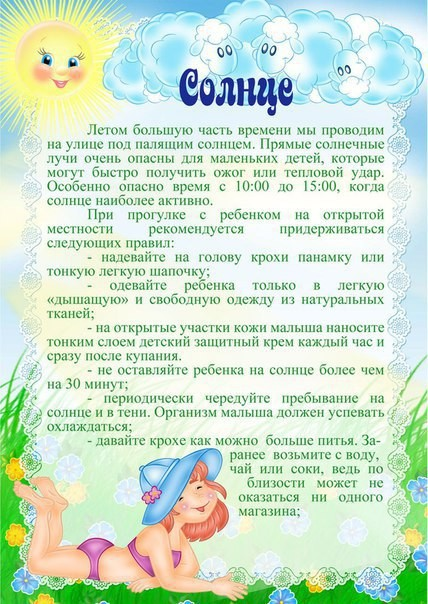 Солнце
Летом большую часть времени мы проводим
на улице под палящим солнцем. Прямые солнечные
лучи очень опасны для маленьких детей, которые
могут быстро получить ожог или тепловой удар.
Особенно опасно время с 10:00 до 15:00, когда
солнце наиболее активно.
При прогулке с ребенком на открытой
местности рекомендуется придерживаться
следующих правил:
- надевайте на голову крохи панамку или
тонкую легкую шапочку;
- одевайте ребенка только в легкую
«дышащую» и свободную одежду из натуральных
тканей;
- на открытые участки кожи малыша наносите
тонким слоем детский защитный крем каждый час и
сразу после купания.
- не оставляйте ребенка на солнце более чем
на 30 минут;
- периодически чередуйте пребывание на
солнце и в тени. Организм малыша должен успевать
охлаждаться;
- давайте крохе как можно больше питья. За-
ранее возьмите с воду,
чай или соки, ведь по
близости может не
оказаться ни одного
магазина;